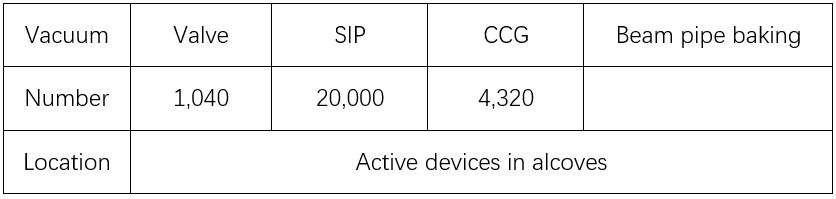 Vacuum Valve SIP CCG Beam pipe baking
Number 1,040 20,000 4,320
Location Active devices in alcoves